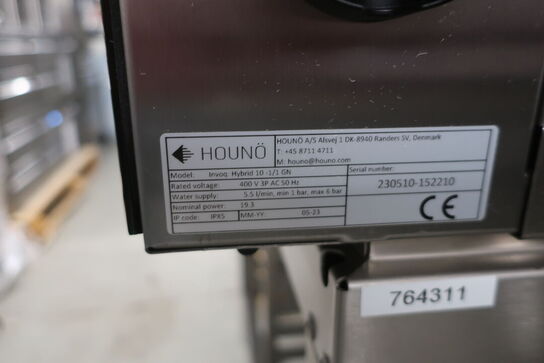 HOUNÖ
HOUNÖ A/S Alsvej 1 DK-8940 Randers SV, Denmark
T: +45 8711 4711
M: houno@houno.com
Model: Invoq Hybrid 10 -1/1 GN
Rated voltage: 400 V 3P AC 50 Hz
Water supply: 5.5 l/min, min 1 bar, max 6 bar
Nominal power: 19.3
IP code: IPX5 MM-YY: 05-23
Serial number:
230510-152210
CE
764311